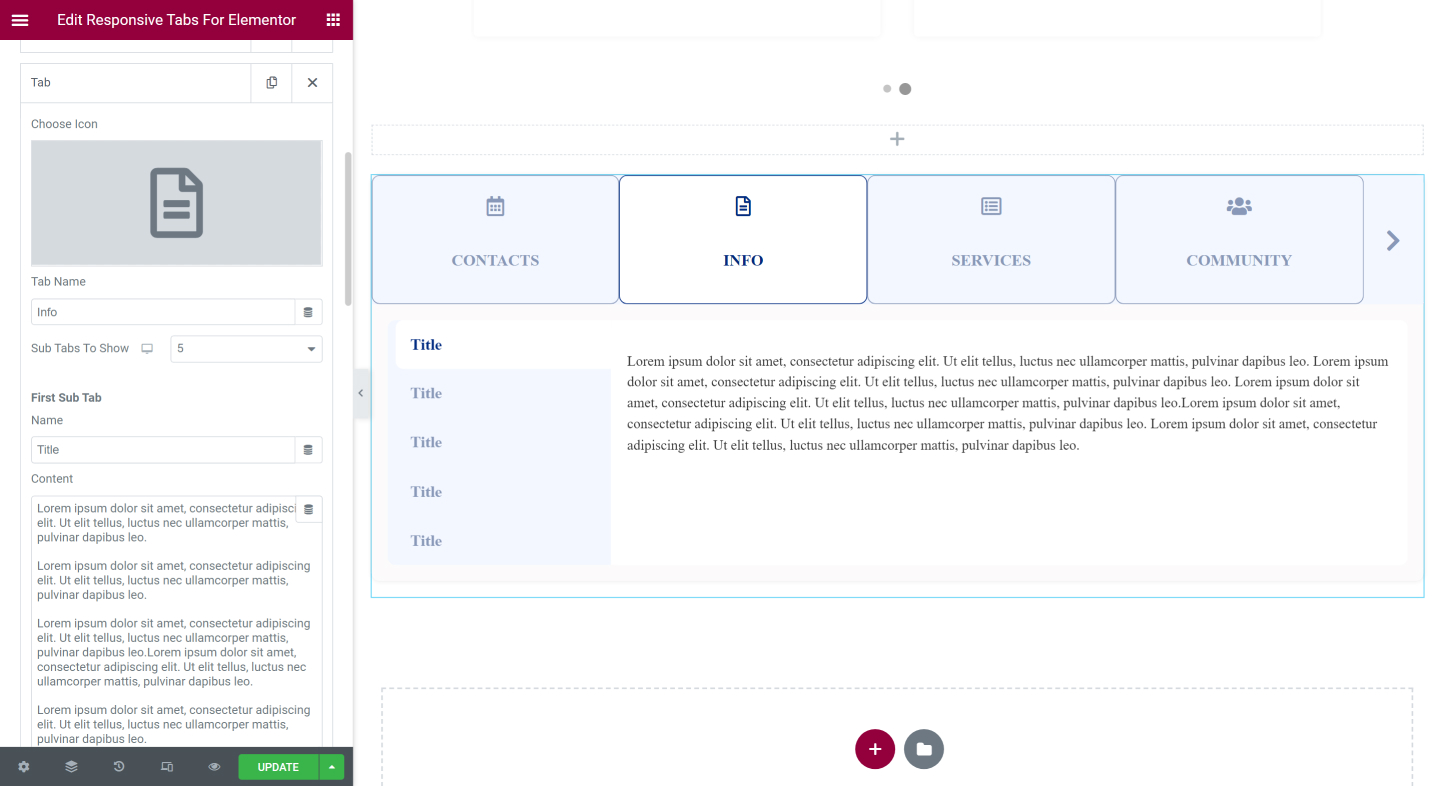 Edit Responsive Tabs For Elementor
Tab
Choose Icon
Tab Name
Info
Sub Tabs To Show
5
First Sub Tab
Name
Title
Content
Lorem ipsum dolor sit amet, consectetur adipisci
elit. Ut elit tellus, luctus nec ullamcorper mattis,
pulvinar dapibus leo.
Lorem ipsum dolor sit amet, consectetur adipiscing
elit. Ut elit tellus, luctus nec ullamcorper mattis,
pulvinar dapibus leo.
Lorem ipsum dolor sit amet, consectetur adipiscing
elit. Ut elit tellus, luctus nec ullamcorper mattis,
pulvinar dapibus leo.Lorem ipsum dolor sit amet,
consectetur adipiscing elit. Ut elit tellus, luctus nec
ullamcorper mattis, pulvinar dapibus leo.
Lorem ipsum dolor sit amet, consectetur adipiscing
elit. Ut elit tellus, luctus nec ullamcorper mattis,
pulvinar dapibus leo.
UPDATE
CONTACTS
INFO
SERVICES
COMMUNITY
Title
Title
Title
Title
Title
Lorem ipsum dolor sit amet, consectetur adipiscing elit. Ut elit tellus, luctus nec ullamcorper mattis, pulvinar dapibus leo. Lorem ipsum
dolor sit amet, consectetur adipiscing elit. Ut elit tellus, luctus nec ullamcorper mattis, pulvinar dapibus leo. Lorem ipsum dolor sit
amet, consectetur adipiscing elit. Ut elit tellus, luctus nec ullamcorper mattis, pulvinar dapibus leo.Lorem ipsum dolor sit amet,
consectetur adipiscing elit. Ut elit tellus, luctus nec ullamcorper mattis, pulvinar dapibus leo. Lorem ipsum dolor sit amet, consectetur
adipiscing elit. Ut elit tellus, luctus nec ullamcorper mattis, pulvinar dapibus leo.